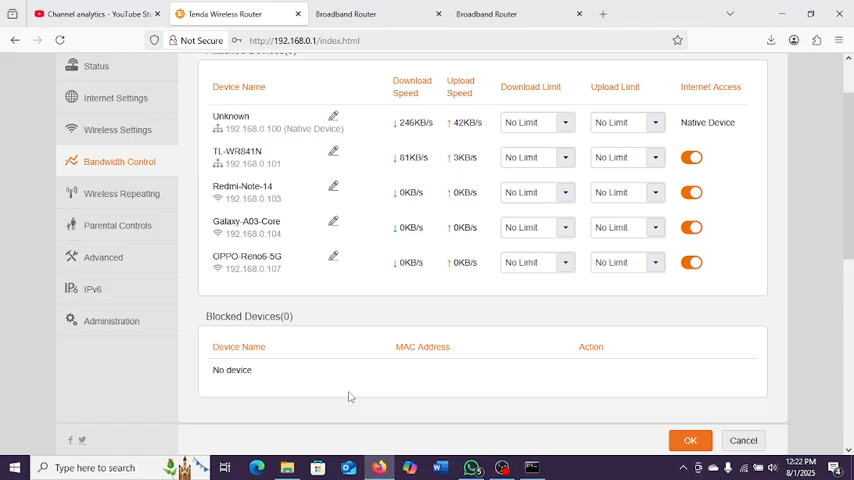 Channel analytics - YouTube Stu
Tenda Wireless Router
Broadband Router
Broadband Router
Not Secure
http://192.168.0.1/index.html
Status
Internet Settings
Wireless Settings
Bandwidth Control
Wireless Repeating
Parental Controls
Advanced
IPv6
Administration
Device Name
Download Speed
Upload Speed
Download Limit
Upload Limit
Internet Access
Unknown
192.168.0.100 (Native Device)
↓ 246KB/s
↑ 42KB/s
No Limit
No Limit
Native Device
TL-WR841N
192.168.0.101
↓ 81KB/s
↑ 3KB/s
No Limit
No Limit
Redmi-Note-14
192.168.0.103
↓ 0KB/s
↑ 0KB/s
No Limit
No Limit
Galaxy-A03-Core
192.168.0.104
↓ 0KB/s
↑ 0KB/s
No Limit
No Limit
OPPO-Reno6-5G
192.168.0.107
↓ 0KB/s
↑ 0KB/s
No Limit
No Limit
Blocked Devices(0)
Device Name
MAC Address
Action
No device
OK
Cancel
Type here to search
12:22 PM
8/1/2025